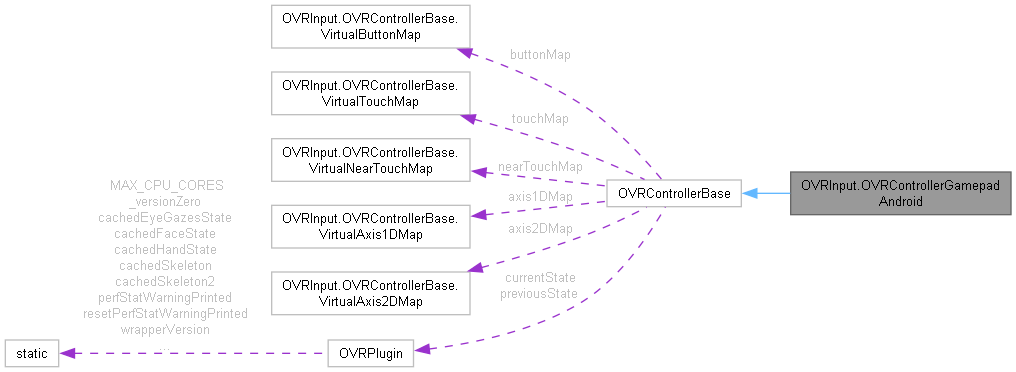 OVRInput.OVRControllerBase.
VirtualButtonMap
buttonMap
OVRInput.OVRControllerBase.
VirtualTouchMap
touchMap
OVRInput.OVRControllerBase.
VirtualNearTouchMap
nearTouchMap
OVRControllerBase
OVRInput.OVRControllerGamepad
Android
axis1DMap
OVRInput.OVRControllerBase.
VirtualAxis1DMap
axis2DMap
OVRInput.OVRControllerBase.
VirtualAxis2DMap
currentState
previousState
MAX_CPU_CORES
_versionZero
cachedEyeGazesState
cachedFaceState
cachedHandState
cachedSkeleton
cachedSkeleton2
perfStatWarningPrinted
resetPerfStatWarningPrinted
wrapperVersion
...
static
OVRPlugin